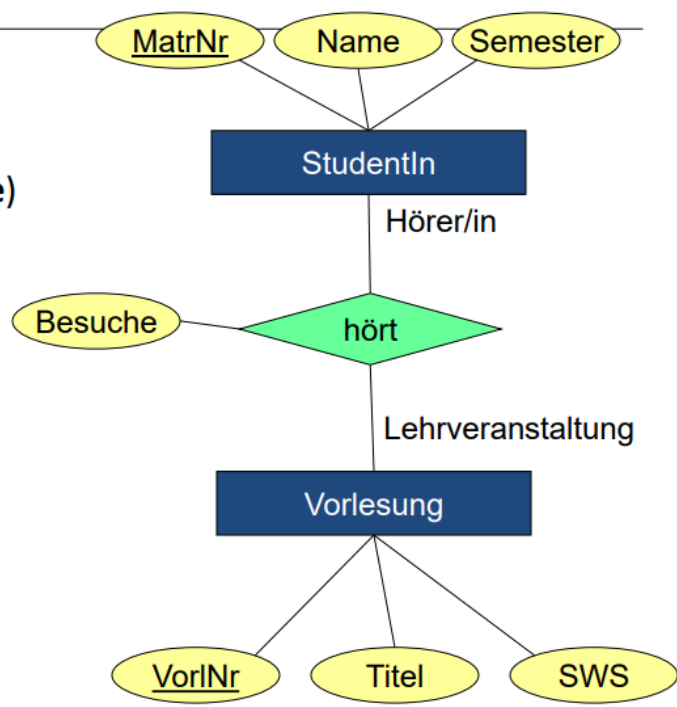 MatrNr Name Semester
StudentIn
e)
Hörer/in
Besuche hört
Lehrveranstaltung
Vorlesung
VorlNr Titel SWS